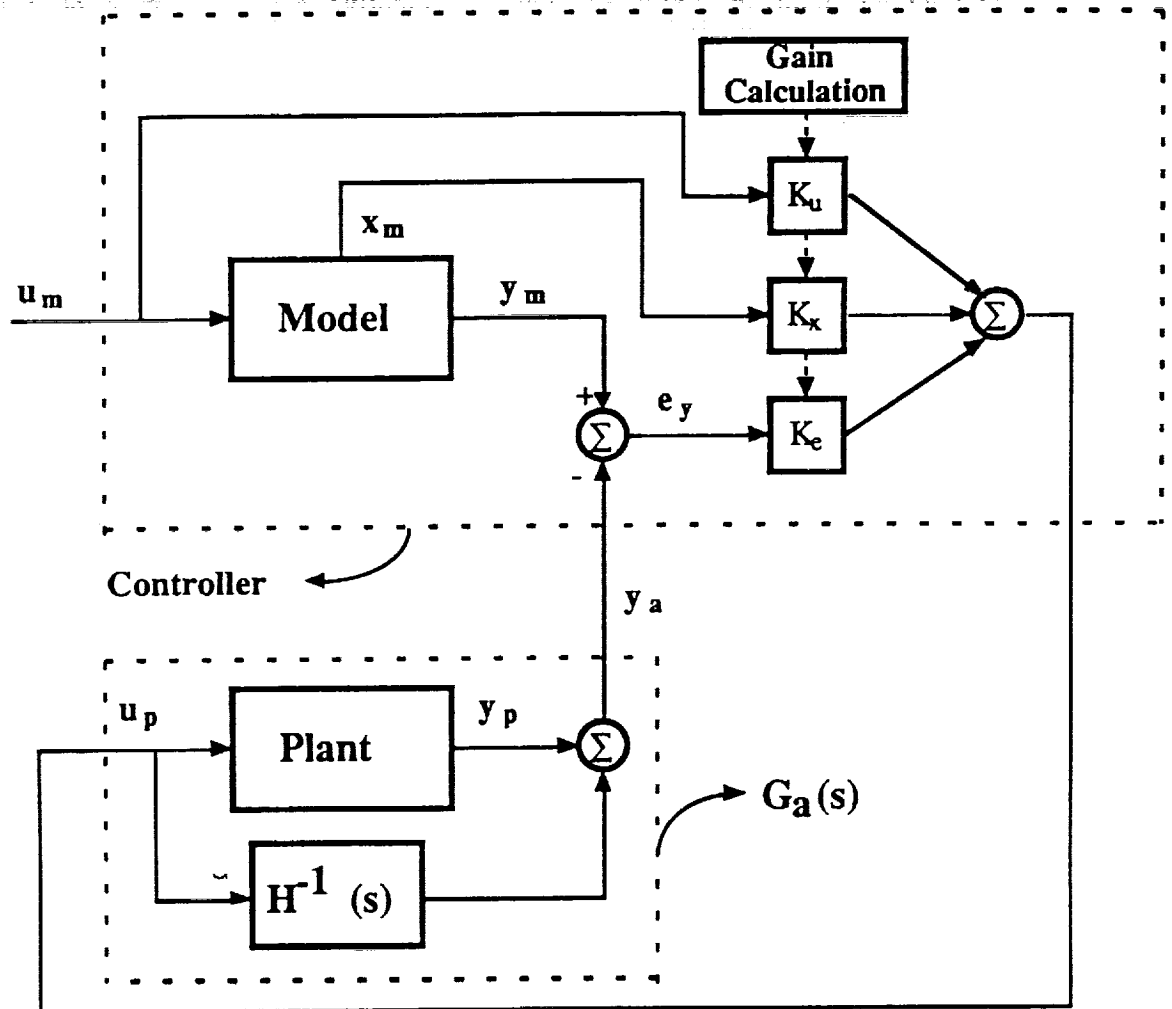 Gain
Calculation
K_u
x_m
u_m
y_m
Model
K_x
Σ
+
e_y
Σ
K_e
-
Controller
y_a
u_p
y_p
Plant
Σ
G_a(s)
H^-1 (s)